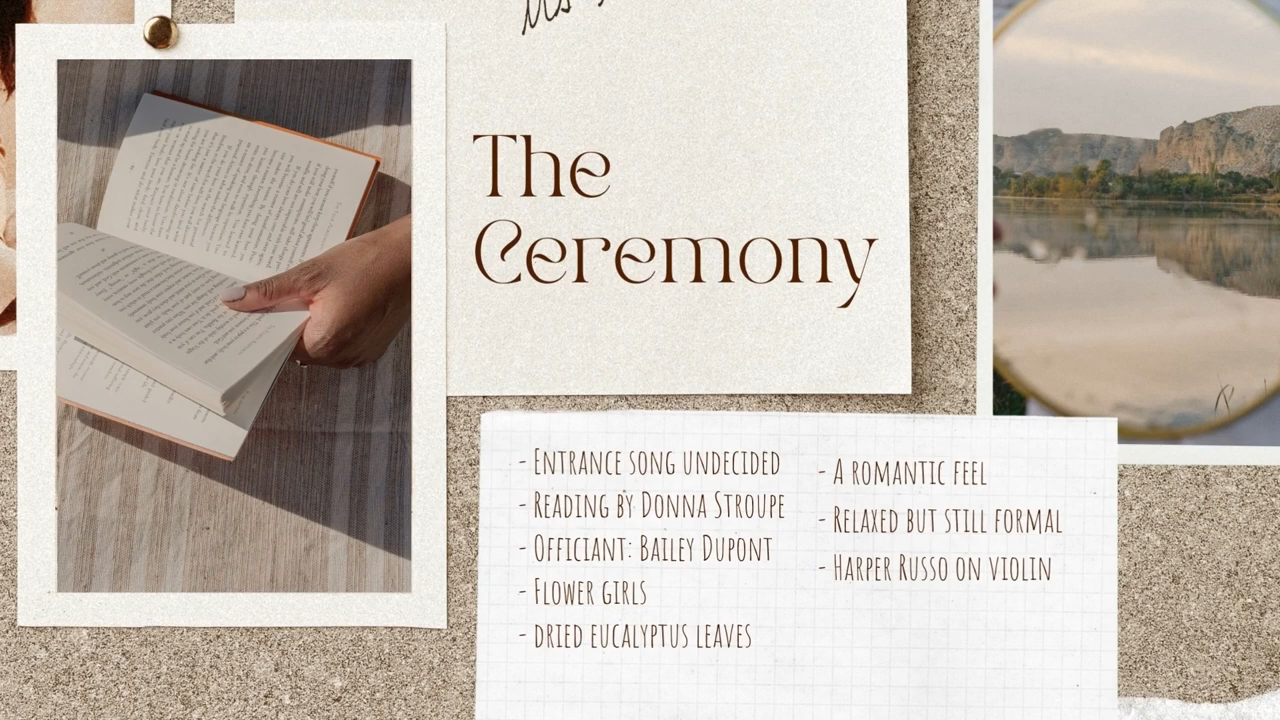 The
Ceremony
- Entrance song undecided
- Reading by Donna Stroupe
- Officiant: Bailey Dupont
- Flower girls
- dried eucalyptus leaves
- A romantic feel
- Relaxed but still formal
- Harper Russo on violin